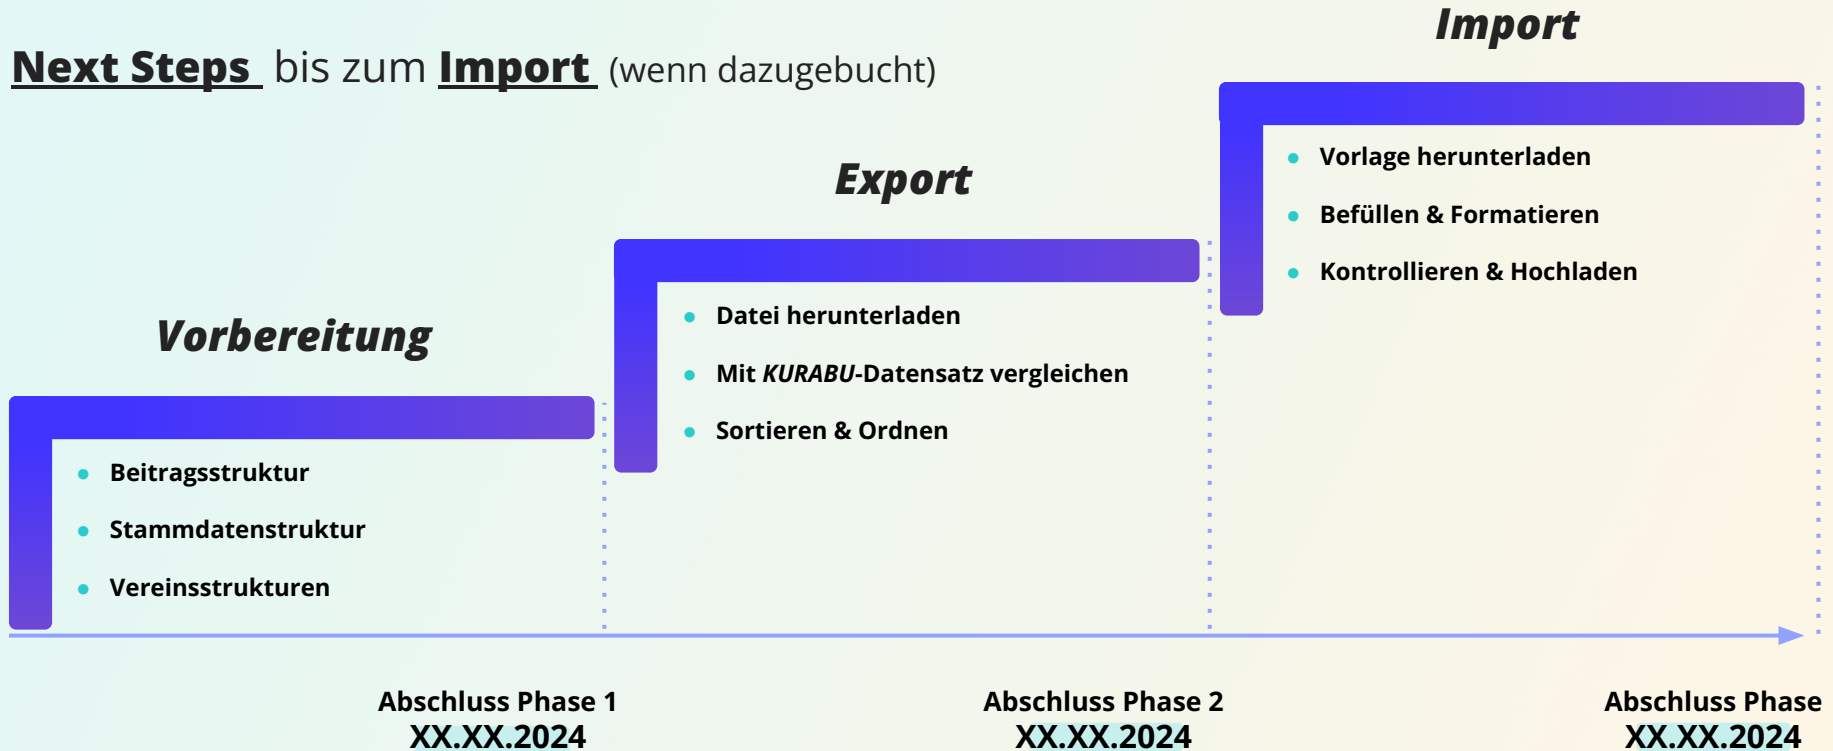 Next Steps bis zum Import (wenn dazugebucht)
Vorbereitung
Beitragsstruktur
Stammdatenstruktur
Vereinsstrukturen
Export
Datei herunterladen
Mit KURABU-Datensatz vergleichen
Sortieren & Ordnen
Import
Vorlage herunterladen
Befüllen & Formatieren
Kontrollieren & Hochladen
Abschluss Phase 1
XX.XX.2024
Abschluss Phase 2
XX.XX.2024
Abschluss Phase
XX.XX.2024